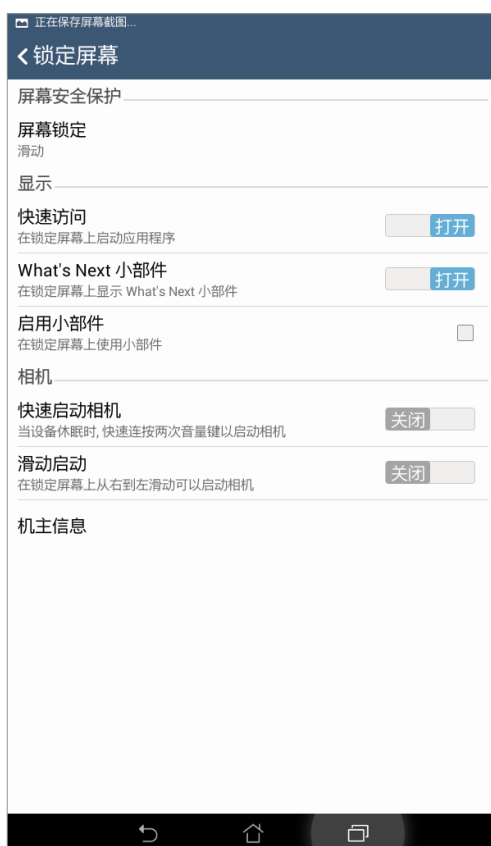 正在保存屏幕截图...
锁定屏幕
屏幕安全保护
屏幕锁定
滑动
显示
快速访问
打开
在锁定屏幕上启动应用程序
What's Next 小部件
打开
在锁定屏幕上显示 What's Next 小部件
启用小部件
在锁定屏幕上使用小部件
相机
快速启动相机
关闭
当设备休眠时, 快速连按两次音量键以启动相机
滑动启动
关闭
在锁定屏幕上从右到左滑动可以启动相机
机主信息